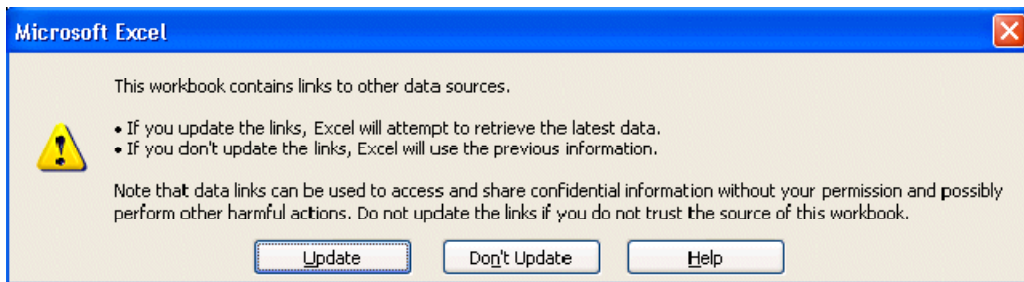 Microsoft Excel
This workbook contains links to other data sources.
• If you update the links, Excel will attempt to retrieve the latest data.
• If you don't update the links, Excel will use the previous information.
Note that data links can be used to access and share confidential information without your permission and possibly
perform other harmful actions. Do not update the links if you do not trust the source of this workbook.
Update Don't Update Help